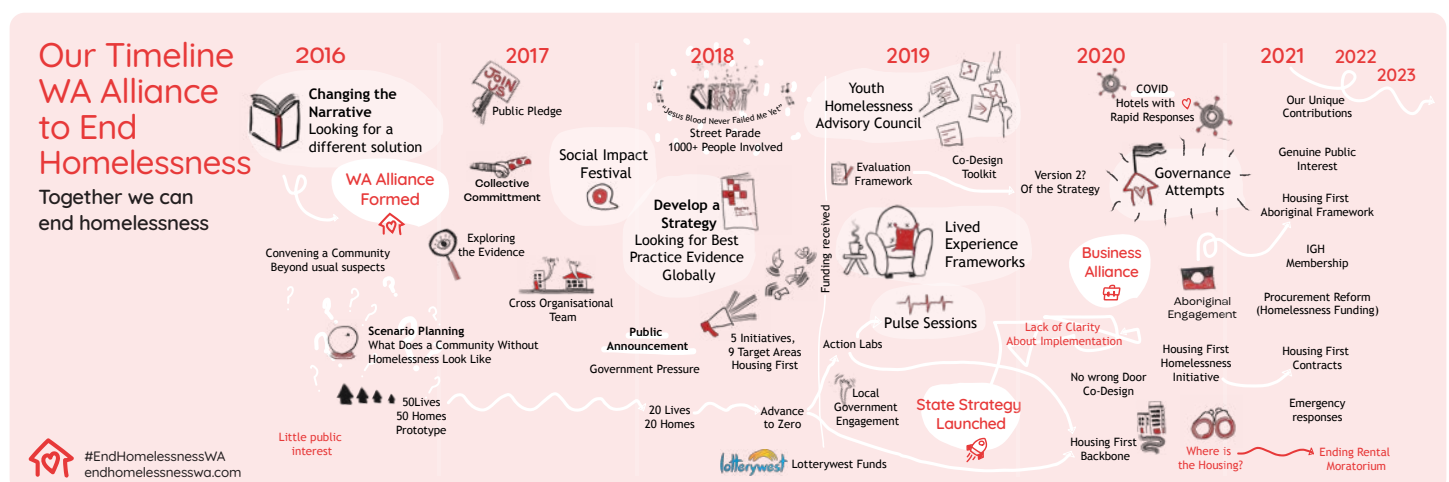 Our Timeline
WA Alliance
to End
Homelessness
Together we can
end homelessness
#EndHomelessnessWA
endhomelessnesswa.com
2016
Changing the
Narrative
Looking for a
different solution
WA Alliance
Formed
Convening a Community
Beyond usual suspects
Scenario Planning
What Does a Community Without
Homelessness Look Like
50Lives
50 Homes
Prototype
Little public
interest
2017
JOIN
US
Public Pledge
Collective
Committment
Social Impact
Festival
Exploring
the Evidence
Cross Organisational
Team
2018
"Jesus Blood Never Failed Me Yet"
Street Parade
1000+ People Involved
Develop a
Strategy
Looking for Best
Practice Evidence
Globally
Public
Announcement
Government Pressure
5 Initiatives,
9 Target Areas
Housing First
20 Lives
20 Homes
Advance
to Zero
lotterywest
Lotterywest Funds
Funding received
2019
Youth
Homelessness
Advisory Council
Evaluation
Framework
Co-Design
Toolkit
Lived
Experience
Frameworks
Pulse Sessions
Action Labs
Local
Government
Engagement
State Strategy
Launched
2020
COVID
Hotels with
Rapid Responses
Version 2?
Of the Strategy
Governance
Attempts
Business
Alliance
Aboriginal
Engagement
Lack of Clarity
About Implementation
Housing First
Homelessness
Initiative
No wrong Door
Co-Design
Housing First
Backbone
Where is
the Housing?
2021
2022
2023
Our Unique
Contributions
Genuine Public
Interest
Housing First
Aboriginal Framework
IGH
Membership
Procurement Reform
(Homelessness Funding)
Housing First
Contracts
Emergency
responses
Ending Rental
Moratorium